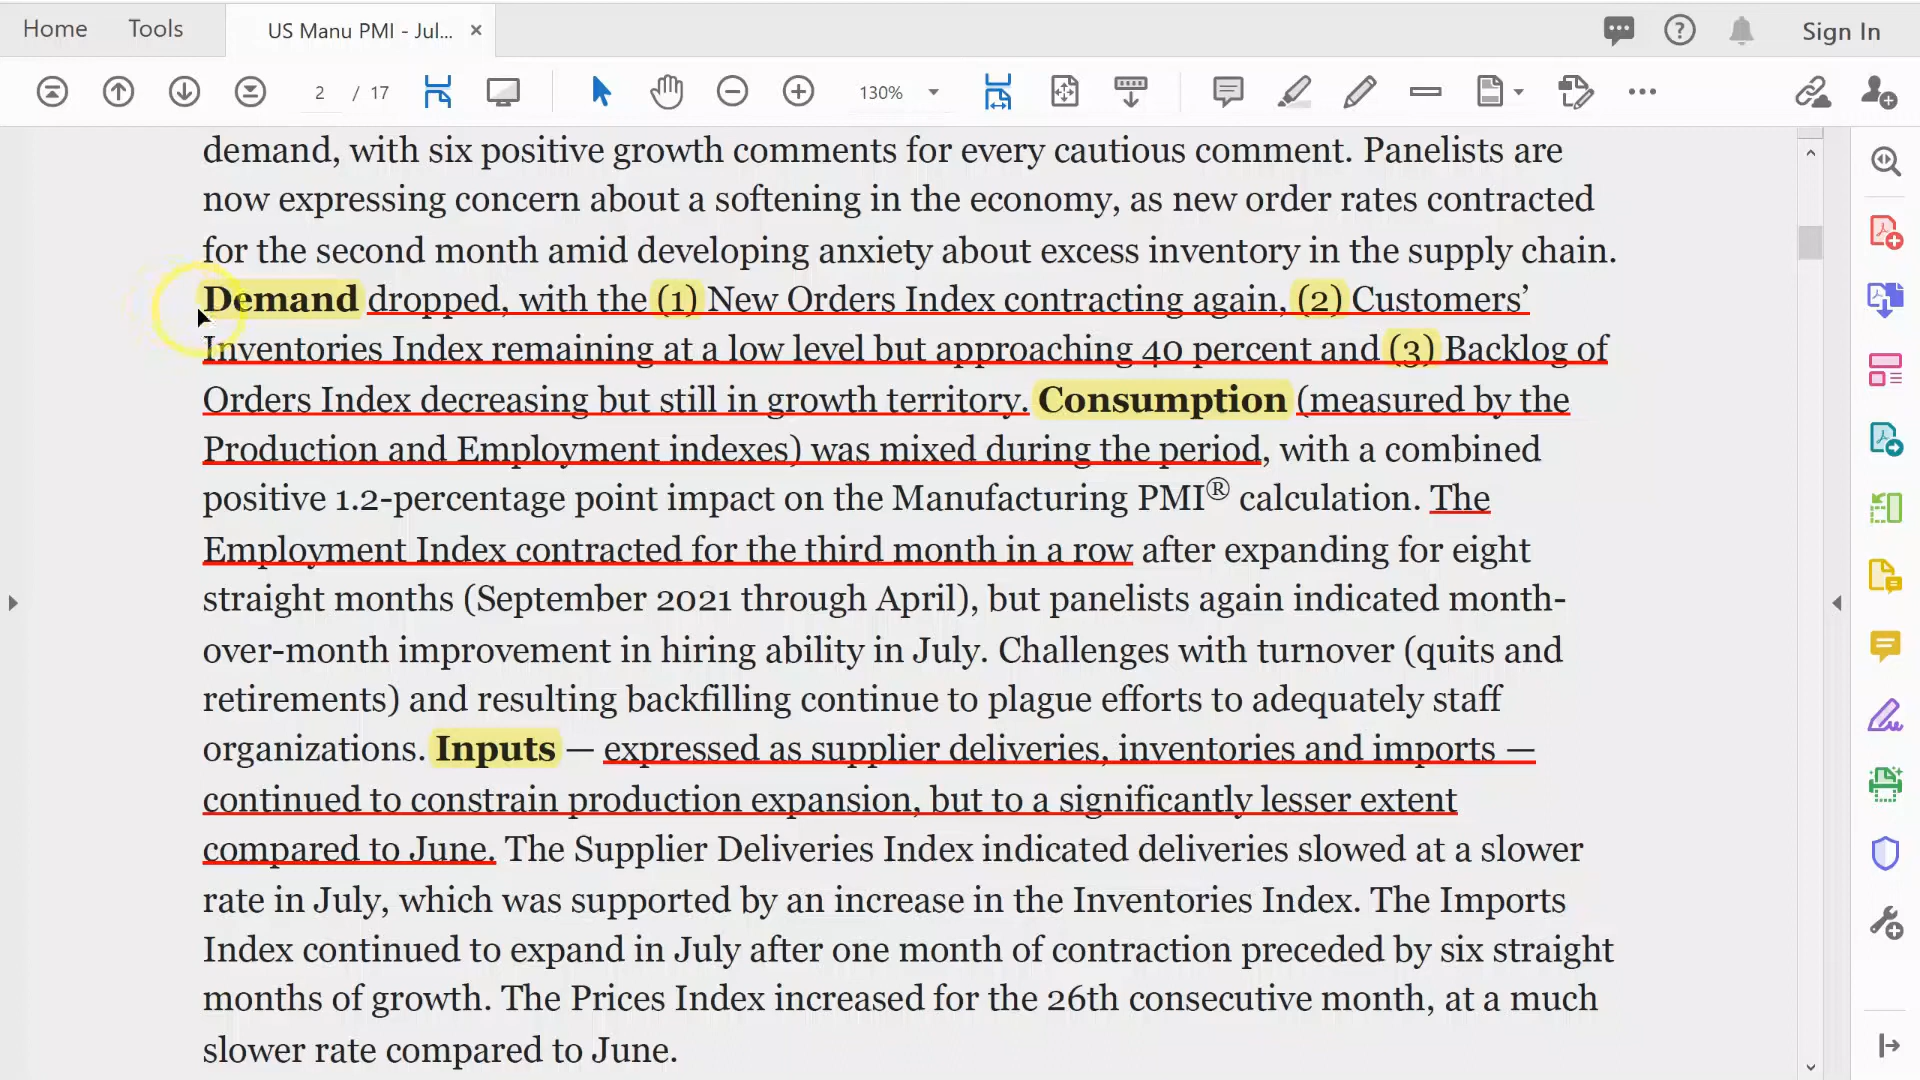 Home Tools US Manu PMI - Jul... × Sign In
2 / 17 130%
demand, with six positive growth comments for every cautious comment. Panelists are
now expressing concern about a softening in the economy, as new order rates contracted
for the second month amid developing anxiety about excess inventory in the supply chain.
Demand dropped, with the (1) New Orders Index contracting again, (2) Customers’
Inventories Index remaining at a low level but approaching 40 percent and (3) Backlog of
Orders Index decreasing but still in growth territory. Consumption (measured by the
Production and Employment indexes) was mixed during the period, with a combined
positive 1.2-percentage point impact on the Manufacturing PMI® calculation. The
Employment Index contracted for the third month in a row after expanding for eight
straight months (September 2021 through April), but panelists again indicated month-
over-month improvement in hiring ability in July. Challenges with turnover (quits and
retirements) and resulting backfilling continue to plague efforts to adequately staff
organizations. Inputs — expressed as supplier deliveries, inventories and imports —
continued to constrain production expansion, but to a significantly lesser extent
compared to June. The Supplier Deliveries Index indicated deliveries slowed at a slower
rate in July, which was supported by an increase in the Inventories Index. The Imports
Index continued to expand in July after one month of contraction preceded by six straight
months of growth. The Prices Index increased for the 26th consecutive month, at a much
slower rate compared to June.